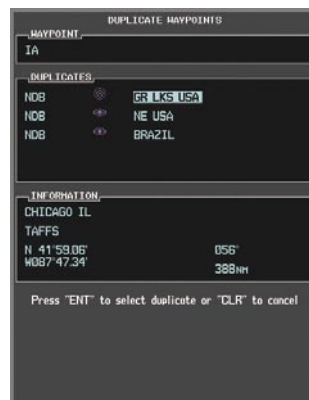 DUPLICATE WAYPOINTS
WAYPOINT
IA
DUPLICATES
NDB GR LKS USA
NDB NE USA
NDB BRAZIL
INFORMATION
CHICAGO IL
TAFFS
N 41°59.06' 056°
W087°47.34' 388NM
Press "ENT" to select duplicate or "CLR" to cancel